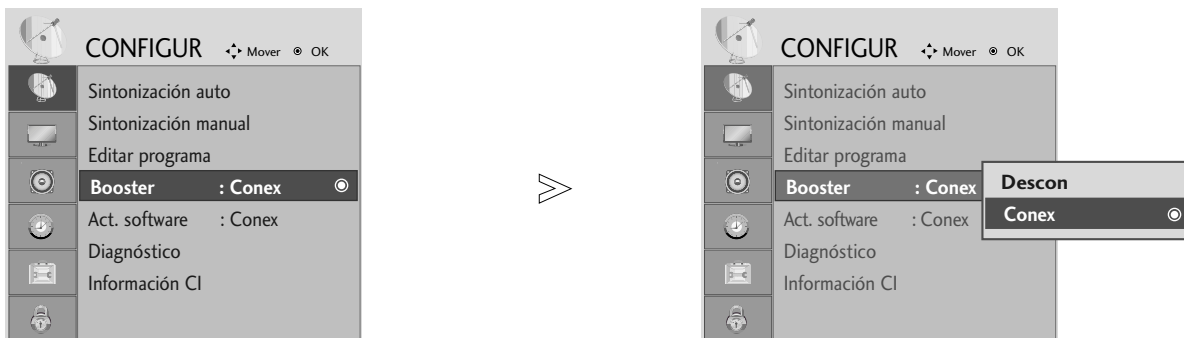 CONFIGUR Mover OK
Sintonización auto
Sintonización manual
Editar programa
Booster : Conex
Act. software : Conex
Diagnóstico
Información CI
CONFIGUR Mover OK
Sintonización auto
Sintonización manual
Editar programa
Booster : Conex
Act. software : Conex
Diagnóstico
Información CI
Descon
Conex